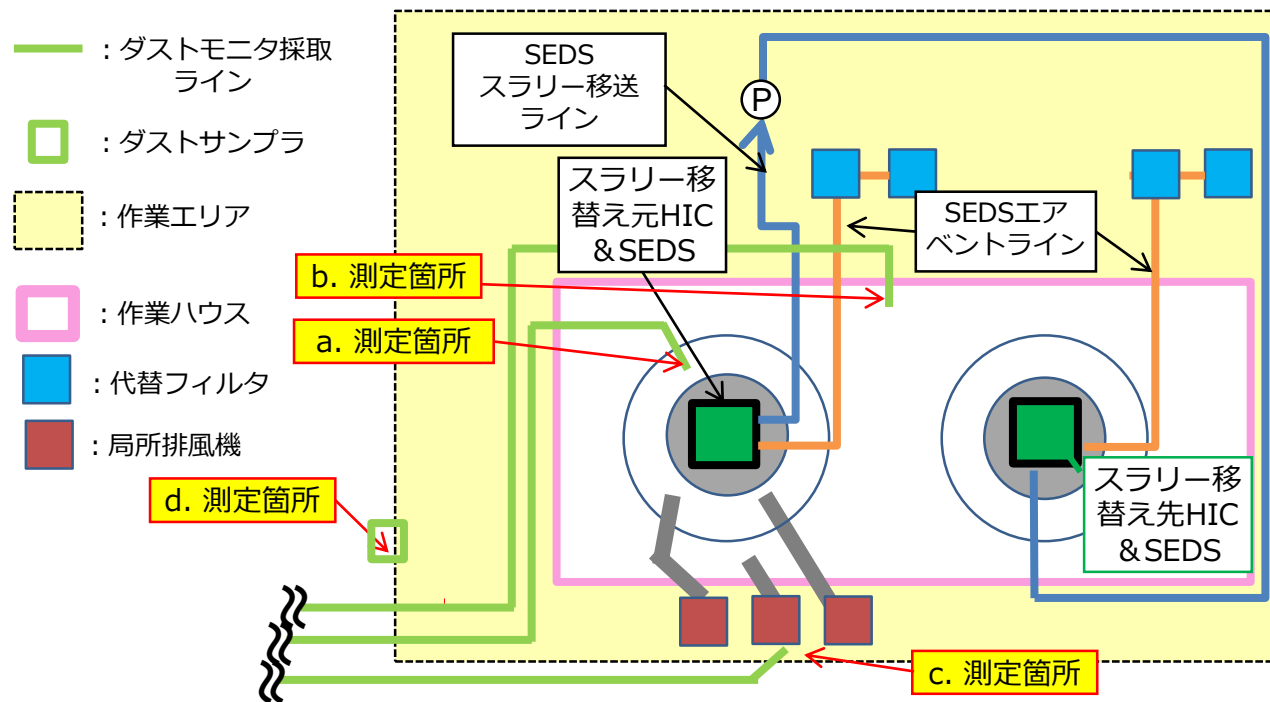 ：ダストモニタ採取
ライン
：ダストサンプラ
：作業エリア
：作業ハウス
：代替フィルタ
：局所排風機
SEDS
スラリー移送
ライン
P
スラリー移
替え元HIC
＆SEDS
SEDSエア
ベントライン
b. 測定箇所
a. 測定箇所
d. 測定箇所
スラリー移
替え先HIC
＆SEDS
c. 測定箇所